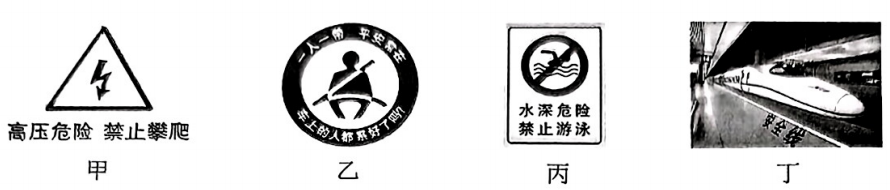 高压危险 禁止攀爬
甲
一人一带 平安常在
车上的人都系好了吗?
乙
水深危险
禁止游泳
丙
安全线
丁